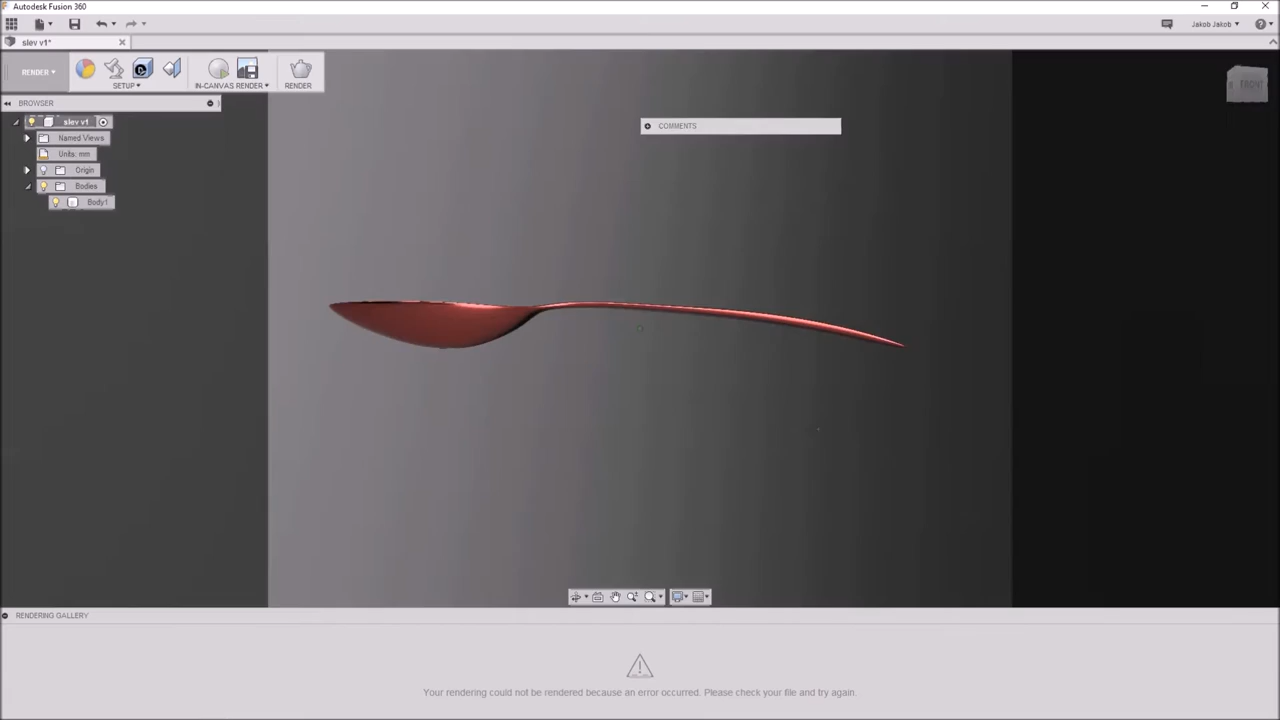 Autodesk Fusion 360
Jakob Jakob
slev v1*
RENDER
SETUP
IN-CANVAS RENDER
RENDER
BROWSER
FRONT
slev v1
COMMENTS
Named Views
Units: mm
Origin
Bodies
Body1
RENDERING GALLERY
Your rendering could not be rendered because an error occurred. Please check your file and try again.